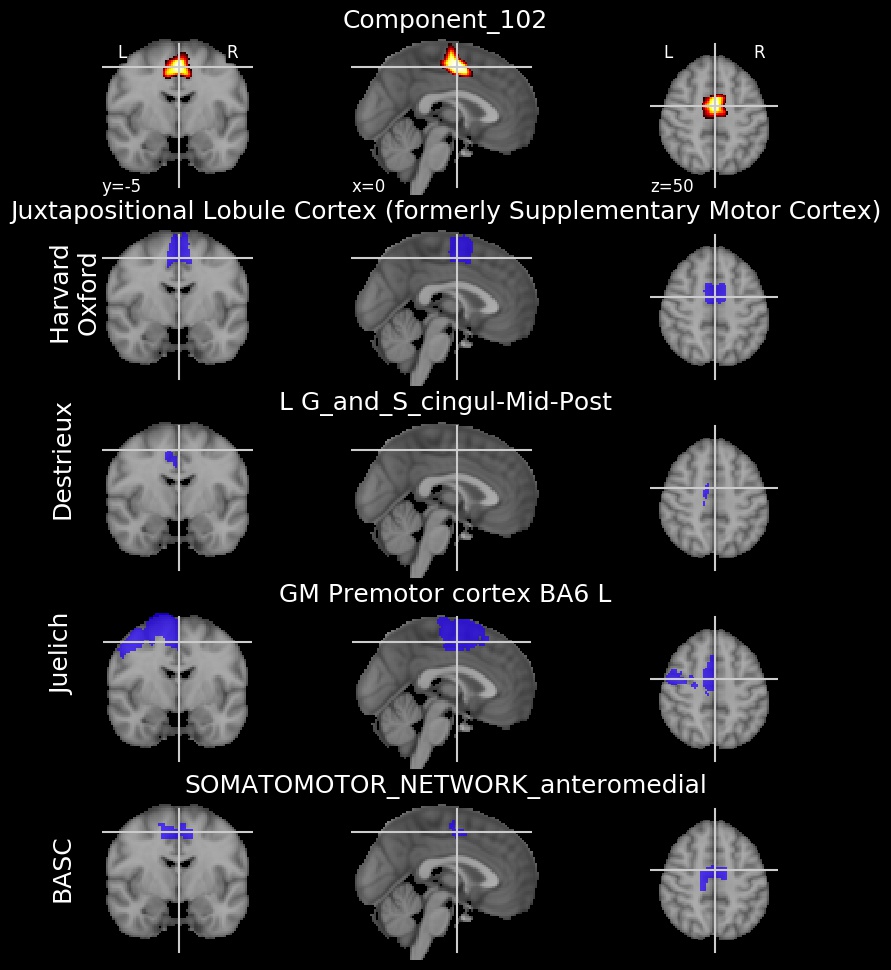 Component_102
L R
L R
y=-5 x=0 z=50
Juxtapositional Lobule Cortex (formerly Supplementary Motor Cortex)
Harvard
Oxford
L G_and_S_cingul-Mid-Post
Destrieux
GM Premotor cortex BA6 L
Juelich
SOMATOMOTOR_NETWORK_anteromedial
BASC